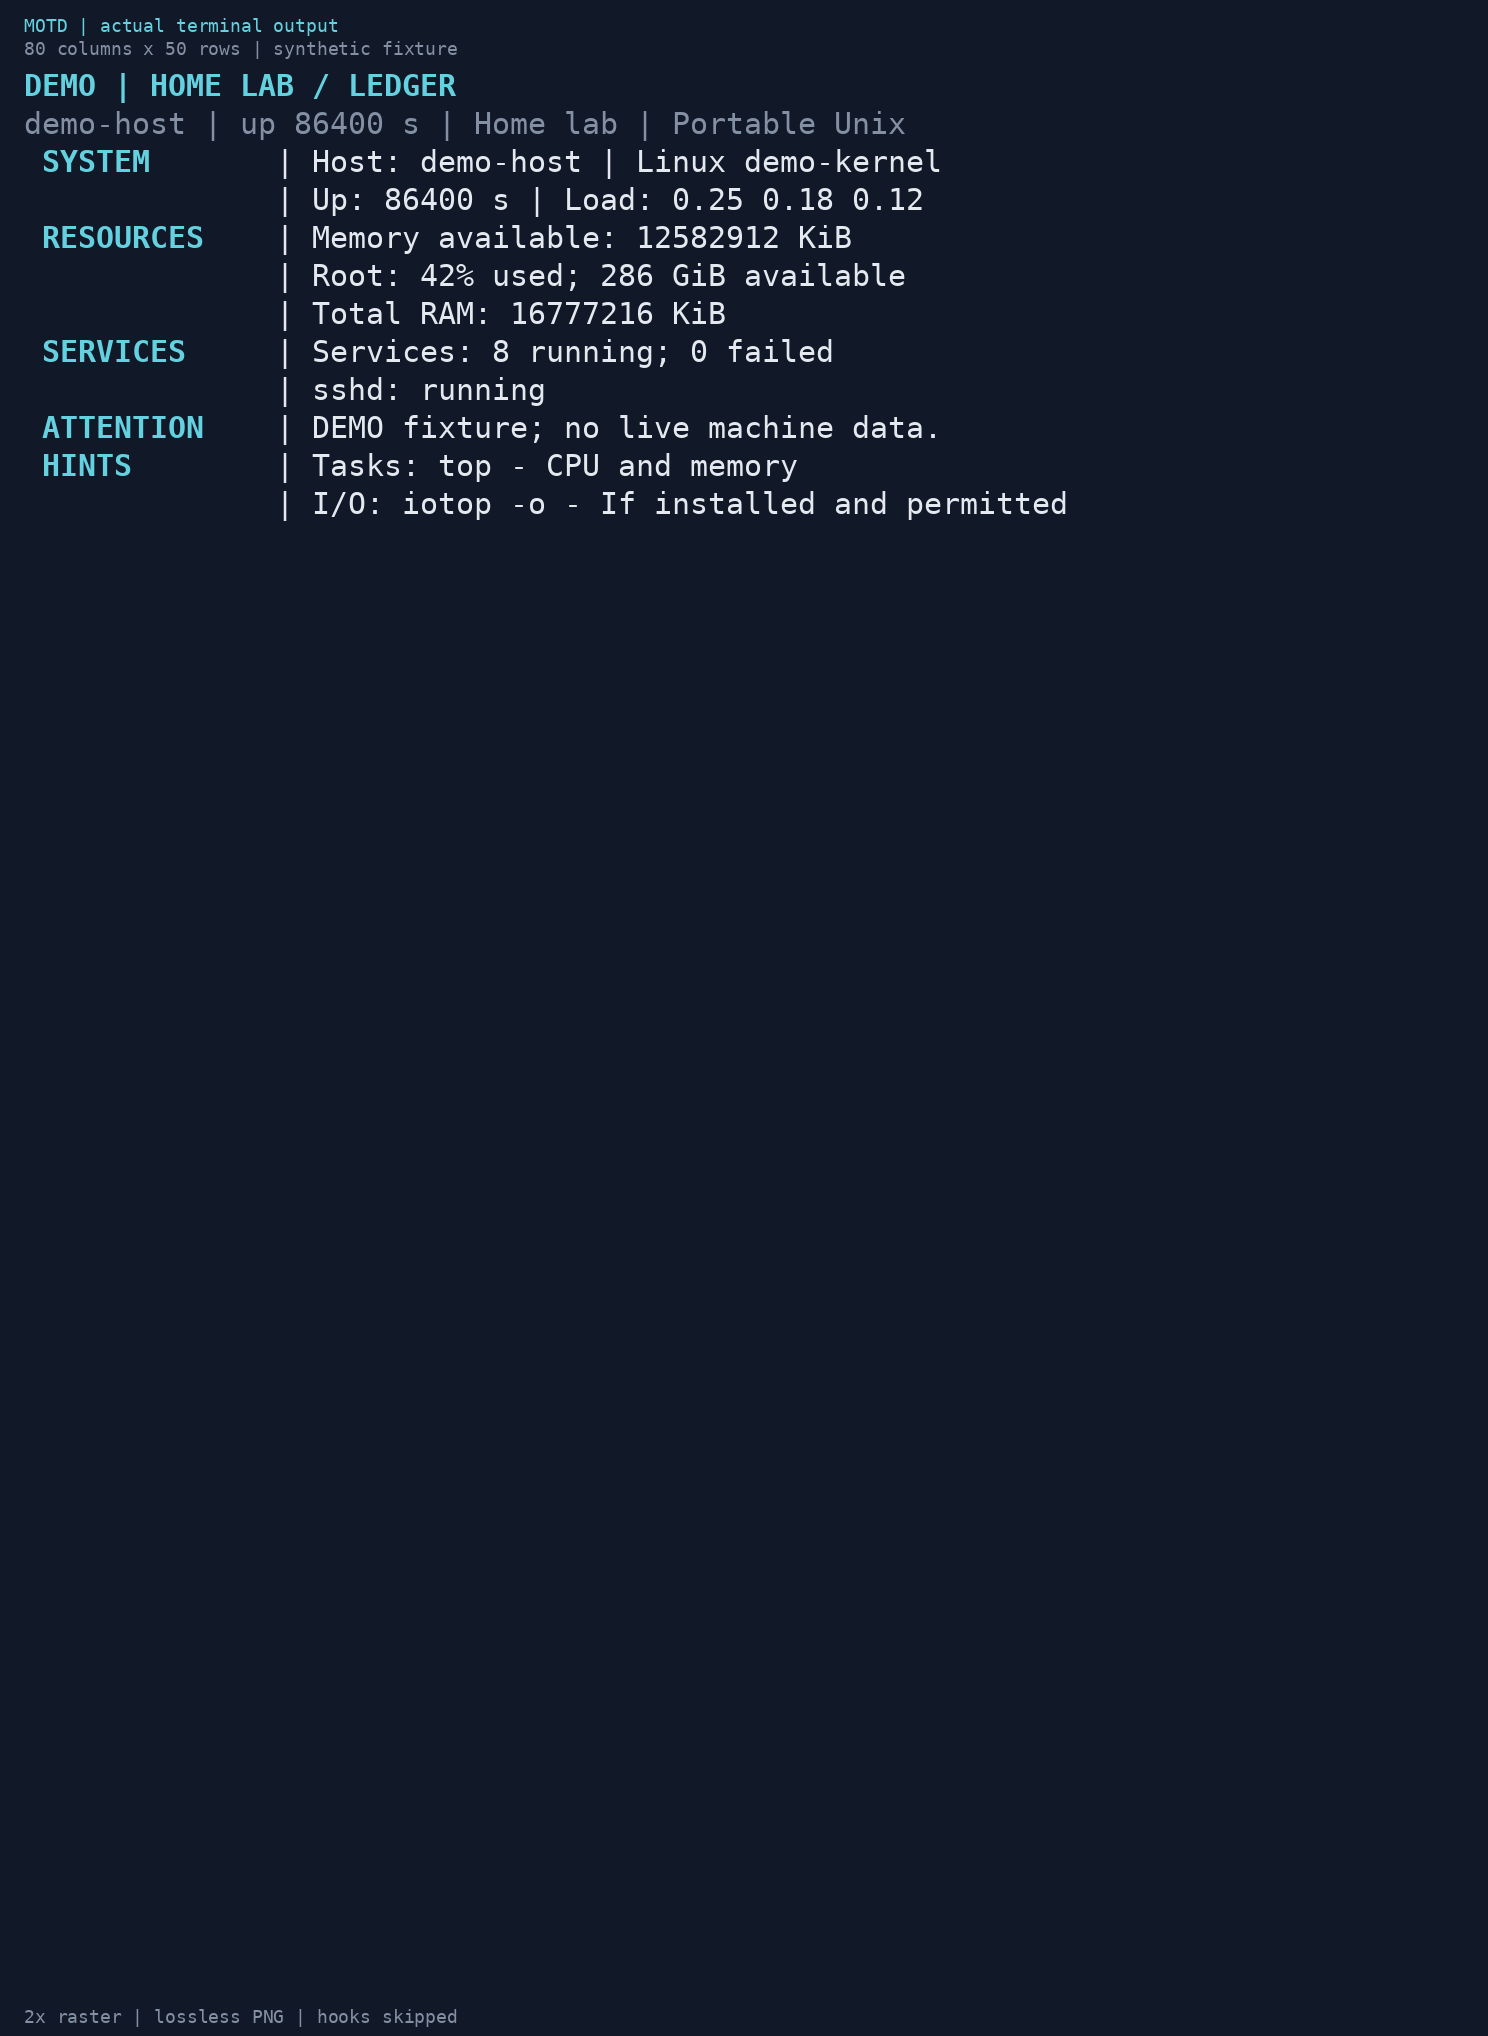 MOTD | actual terminal output
80 columns x 50 rows | synthetic fixture
DEMO | HOME LAB / LEDGER
demo-host | up 86400 s | Home lab | Portable Unix
SYSTEM | Host: demo-host | Linux demo-kernel
| Up: 86400 s | Load: 0.25 0.18 0.12
RESOURCES | Memory available: 12582912 KiB
| Root: 42% used; 286 GiB available
| Total RAM: 16777216 KiB
SERVICES | Services: 8 running; 0 failed
| sshd: running
ATTENTION | DEMO fixture; no live machine data.
HINTS | Tasks: top - CPU and memory
| I/O: iotop -o - If installed and permitted
2x raster | lossless PNG | hooks skipped